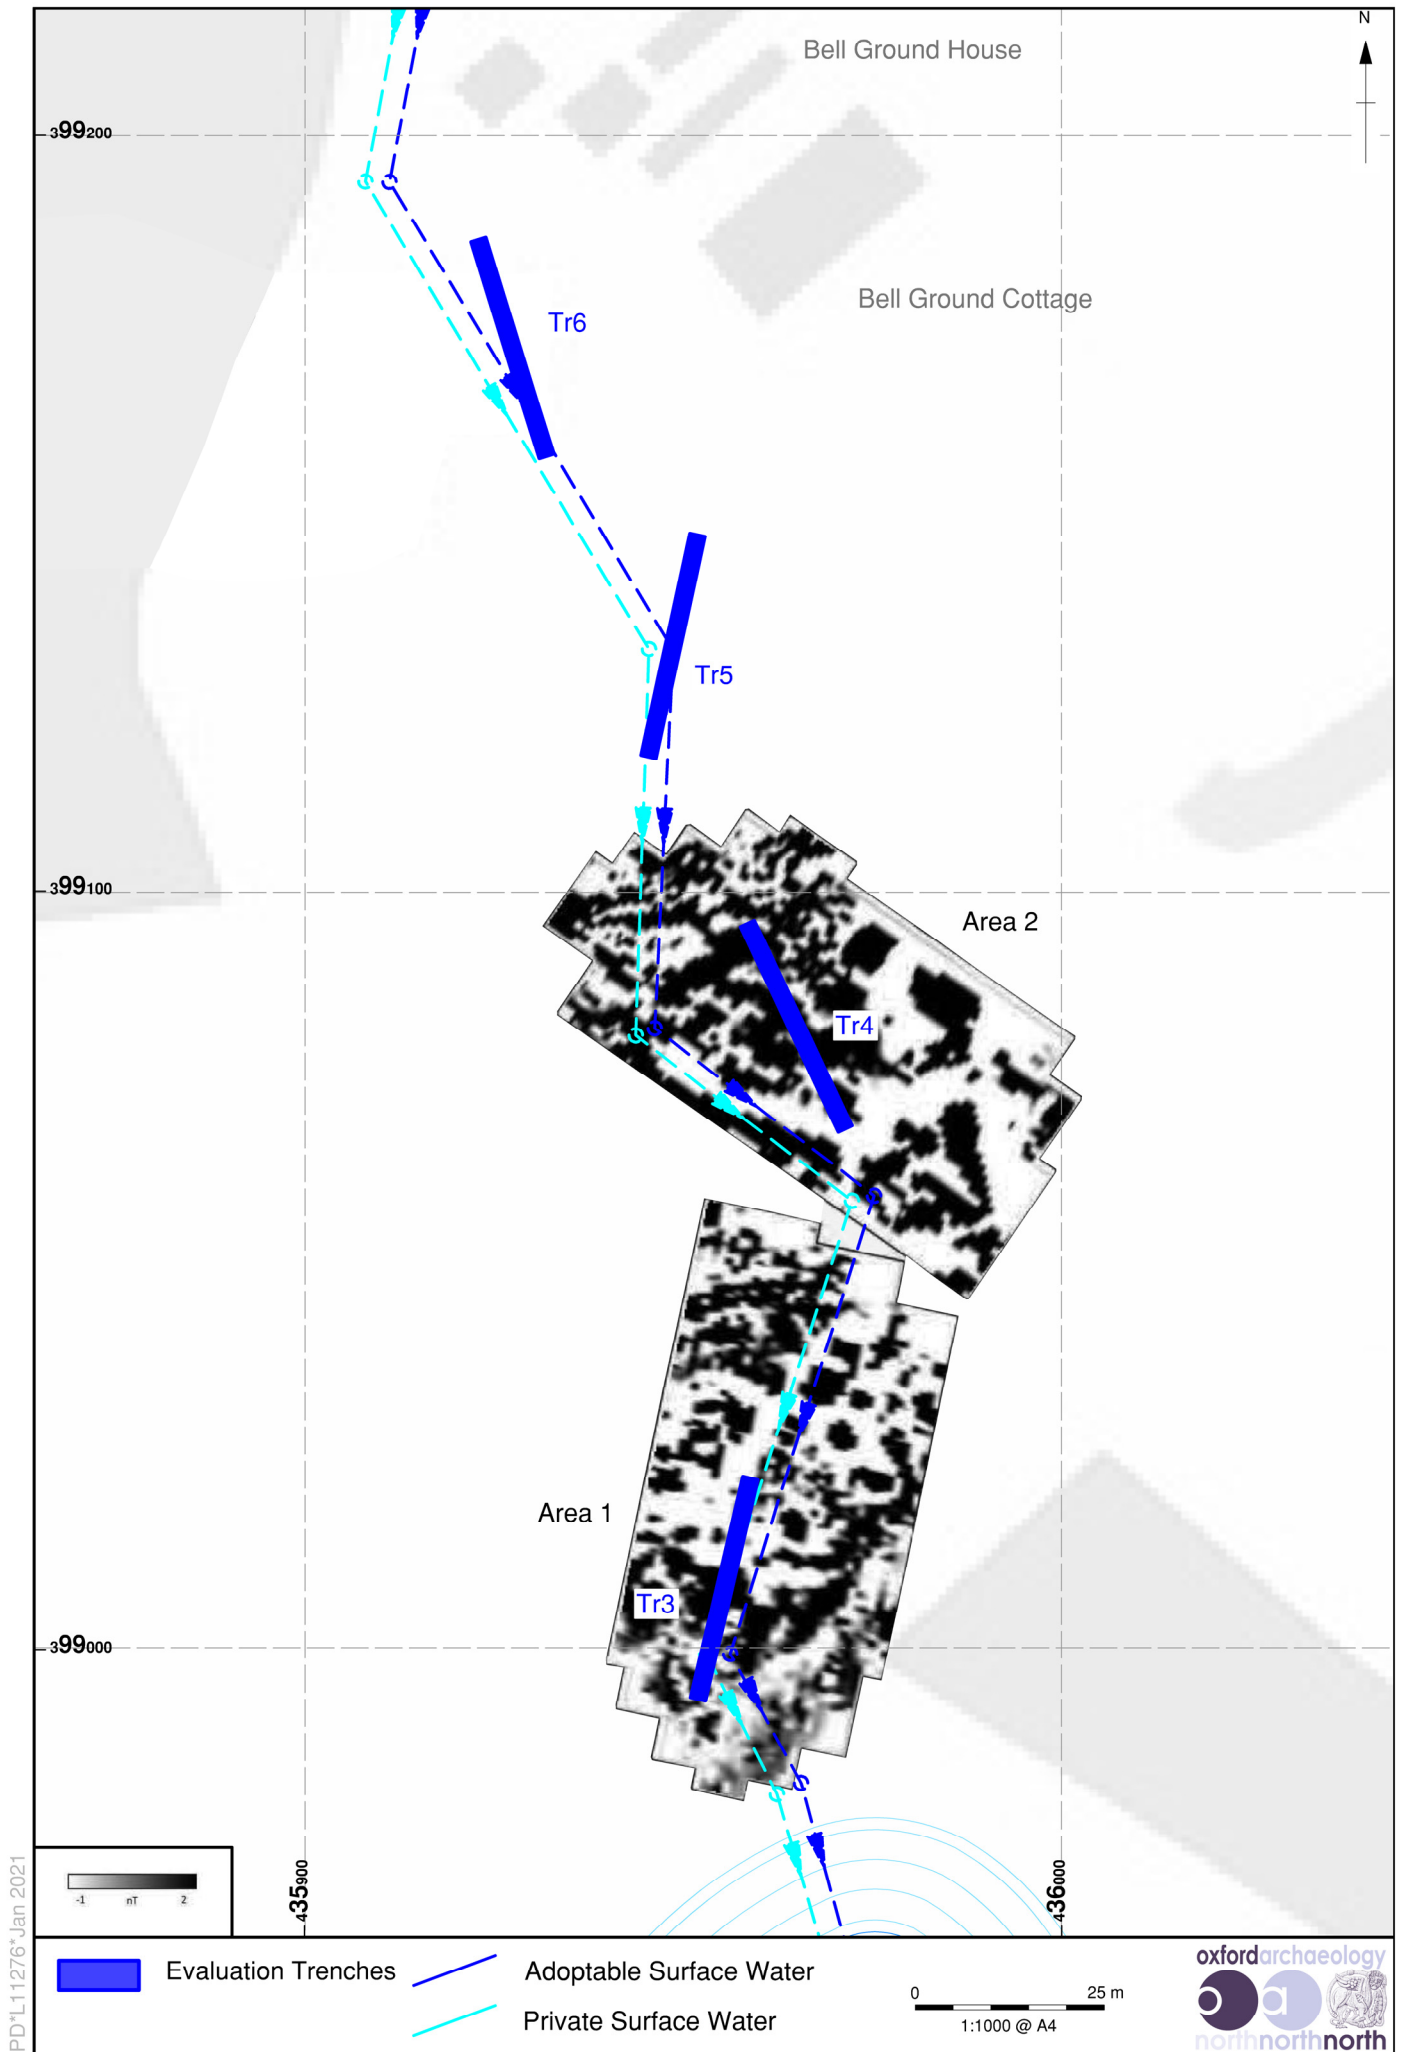 N
Bell Ground House
399200
Bell Ground Cottage
Tr6
Tr5
399100
Area 2
Tr4
Area 1
Tr3
399000
435900
436000
-1 nT 2
PD*L11276*Jan 2021
Evaluation Trenches
Adoptable Surface Water
Private Surface Water
0 25 m
1:1000 @ A4
oxfordarchaeology
o a
northnorthnorth